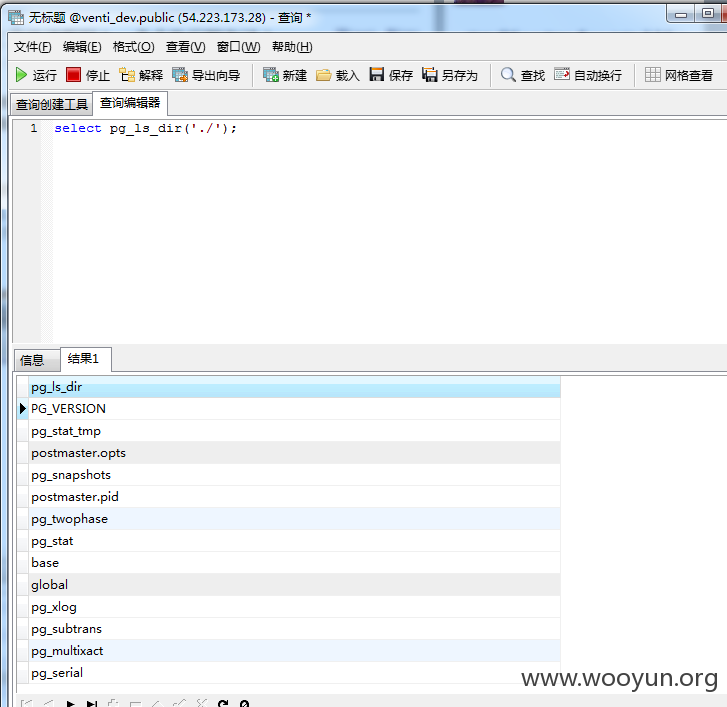 无标题 @venti_dev.public (54.223.173.28) - 查询 *
文件(F) 编辑(E) 格式(O) 查看(V) 窗口(W) 帮助(H)
运行 停止 解释 导出向导 新建 载入 保存 另存为 查找 自动换行 网格查看
查询创建工具 查询编辑器
1 select pg_ls_dir('./');
信息 结果1
pg_ls_dir
PG_VERSION
pg_stat_tmp
postmaster.opts
pg_snapshots
postmaster.pid
pg_twophase
pg_stat
base
global
pg_xlog
pg_subtrans
pg_multixact
pg_serial
www.wooyun.org